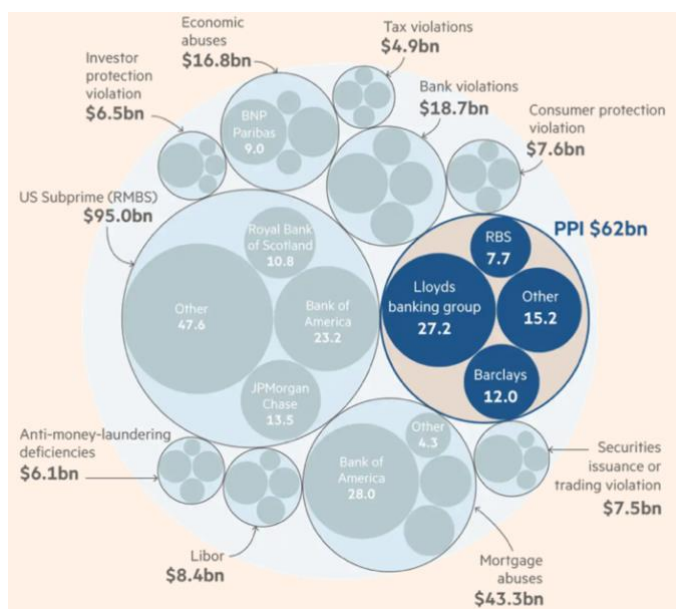 Economic
abuses
$16.8bn
Tax violations
$4.9bn
Investor
protection
violation
$6.5bn
Bank violations
$18.7bn
Consumer protection
violation
$7.6bn
BNP
Paribas
9.0
US Subprime (RMBS)
$95.0bn
Royal Bank
of Scotland
10.8
Other
47.6
Bank of
America
23.2
JPMorgan
Chase
13.5
PPI $62bn
RBS
7.7
Lloyds
banking group
27.2
Other
15.2
Barclays
12.0
Anti-money-laundering
deficiencies
$6.1bn
Libor
$8.4bn
Bank of
America
28.0
Other
4.3
Mortgage
abuses
$43.3bn
Securities
issuance or
trading violation
$7.5bn